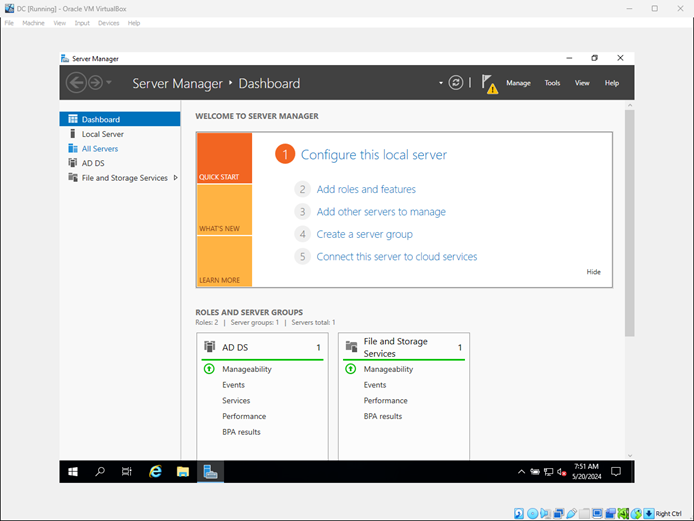 DC [Running] - Oracle VM VirtualBox
File Machine View Input Devices Help
Server Manager
Server Manager • Dashboard
Manage Tools View Help
Dashboard
Local Server
All Servers
AD DS
File and Storage Services
WELCOME TO SERVER MANAGER
QUICK START
WHAT'S NEW
LEARN MORE
1 Configure this local server
2 Add roles and features
3 Add other servers to manage
4 Create a server group
5 Connect this server to cloud services
Hide
ROLES AND SERVER GROUPS
Roles: 2 | Server groups: 1 | Servers total: 1
AD DS 1
Manageability
Events
Services
Performance
BPA results
File and Storage Services 1
Manageability
Events
Performance
BPA results
7:51 AM
5/20/2024
Right Ctrl